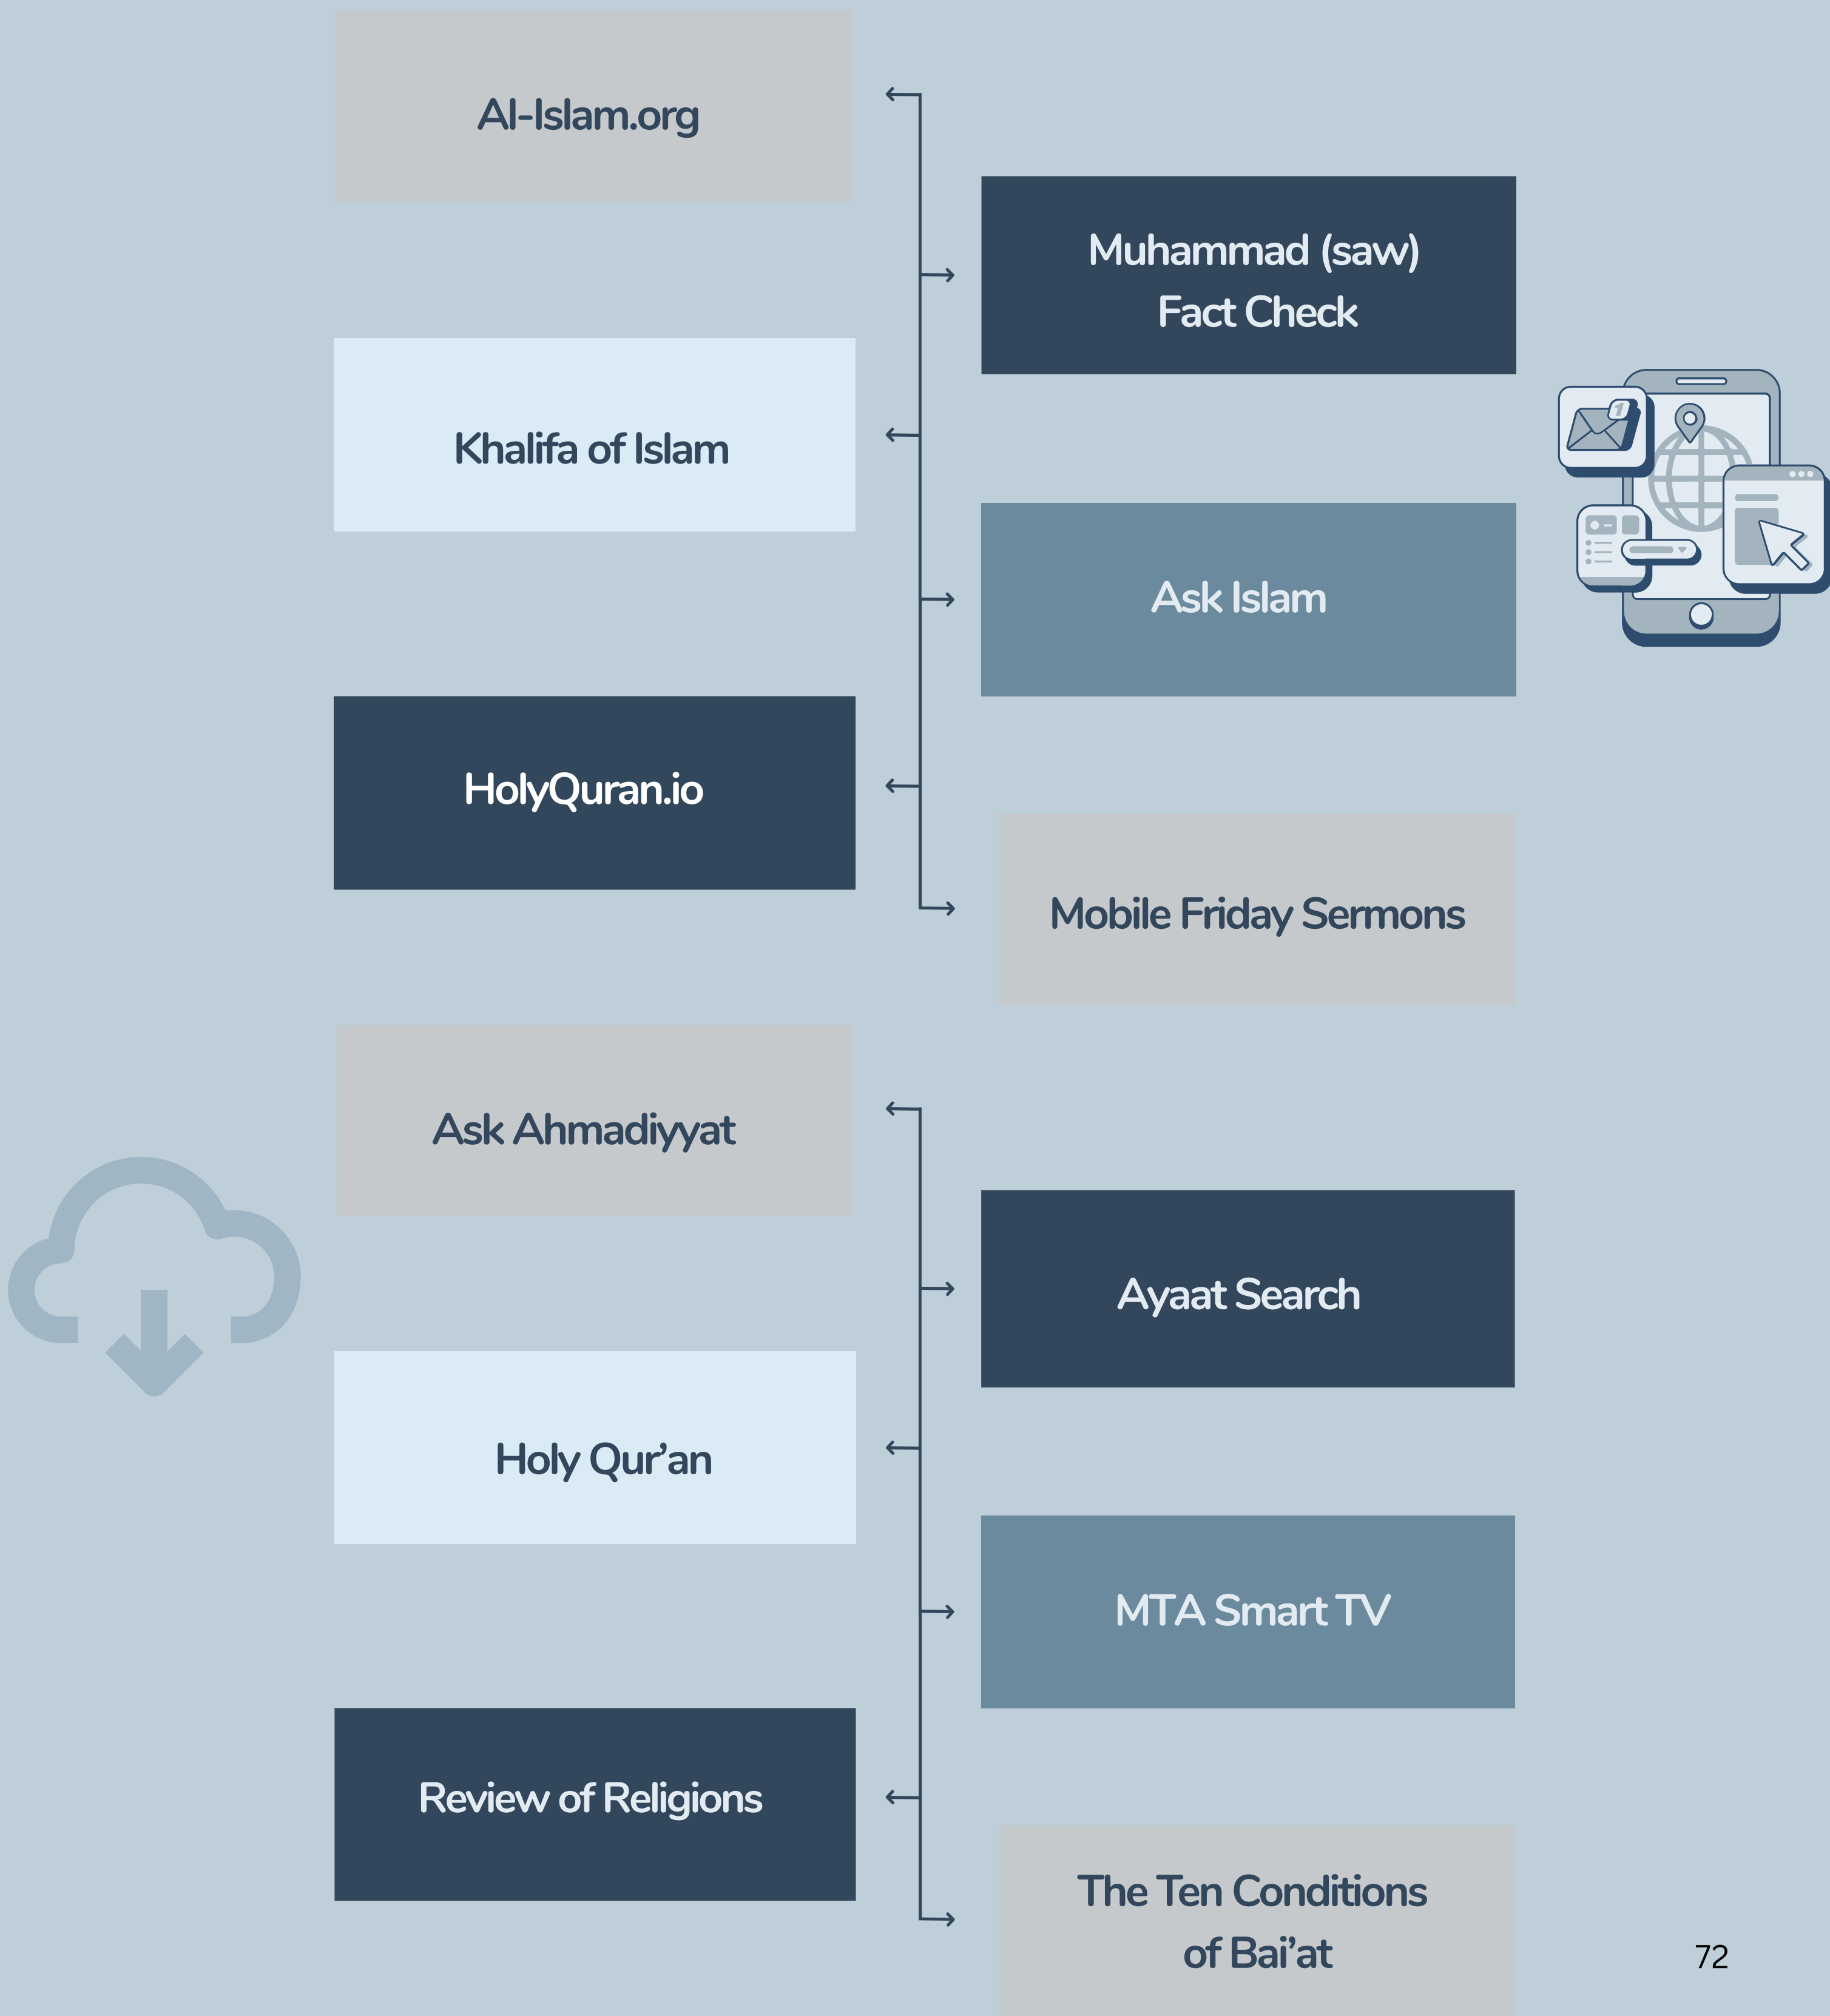 Al-Islam.org
Muhammad (saw)
Fact Check
Khalifa of Islam
Ask Islam
HolyQuran.io
Mobile Friday Sermons
Ask Ahmadiyyat
Ayaat Search
Holy Qur’an
MTA Smart TV
Review of Religions
The Ten Conditions
of Bai’at
72
1